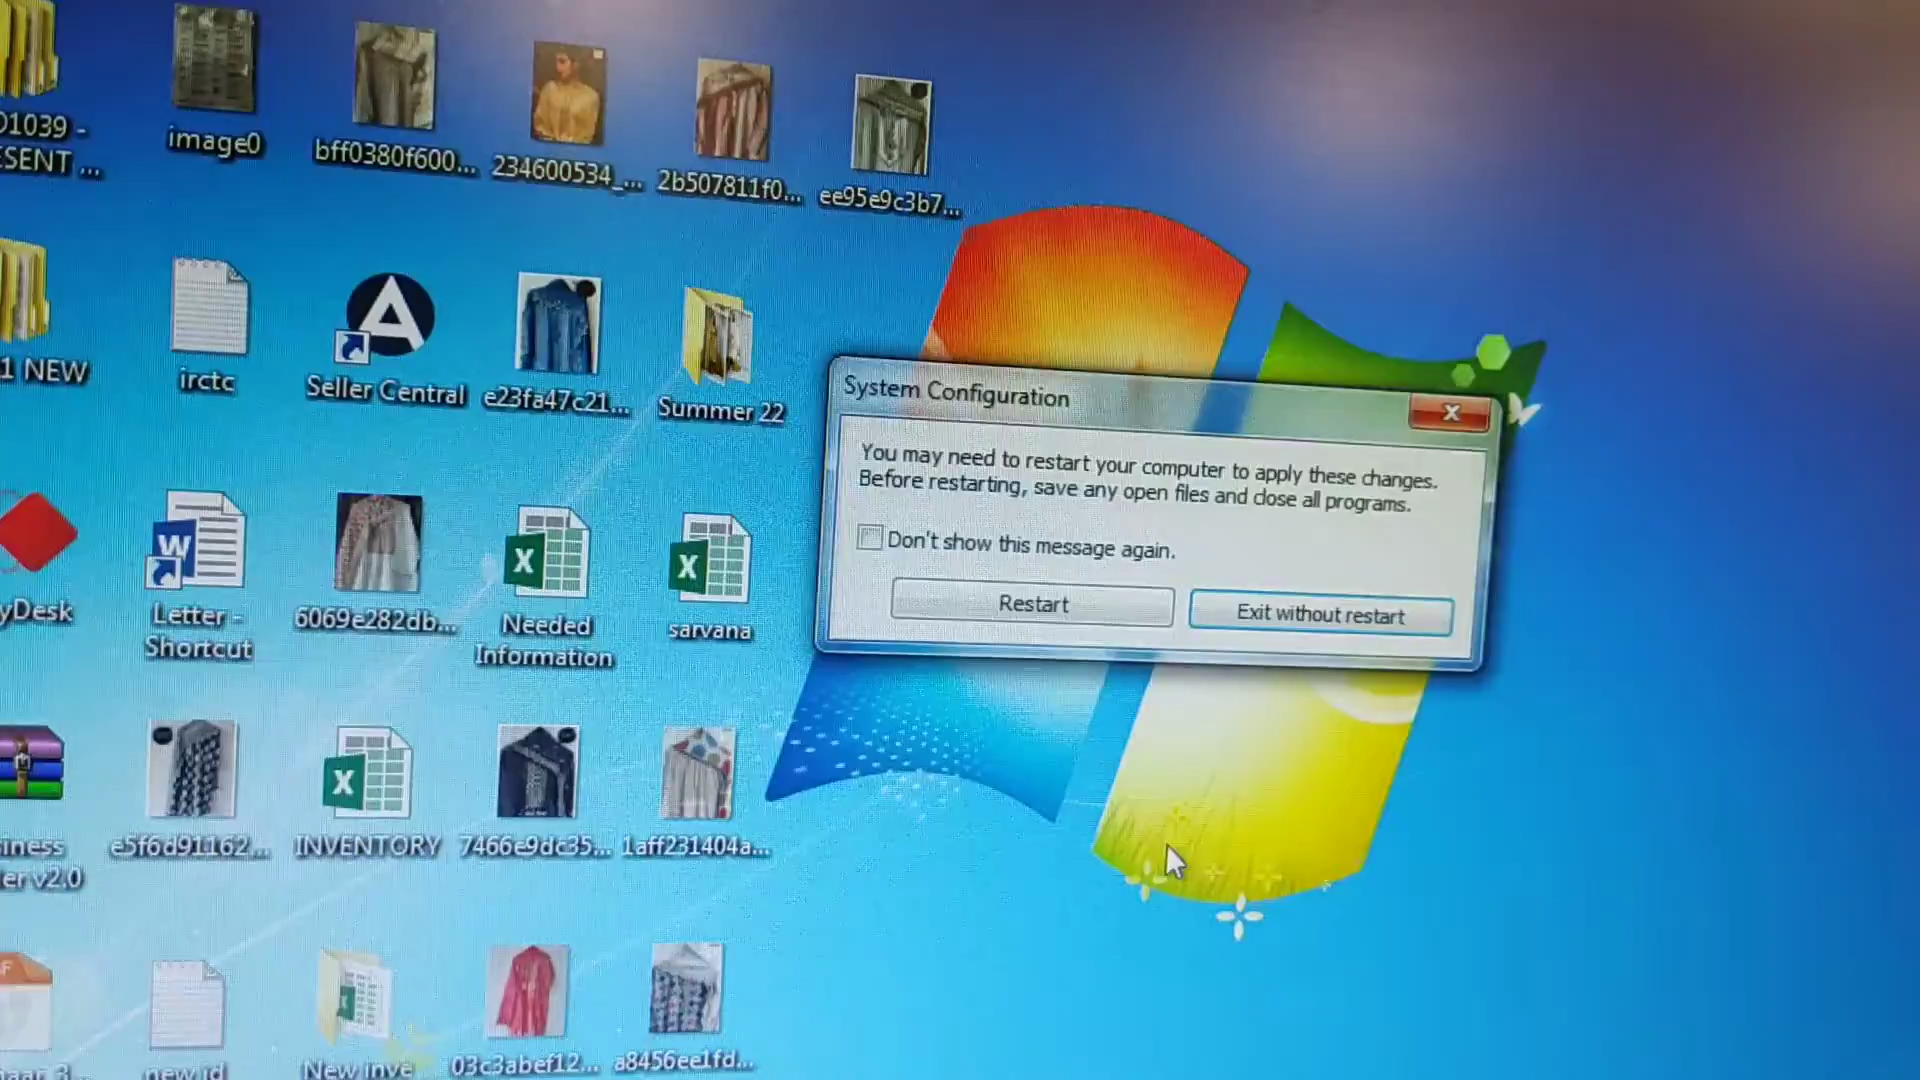 01039 -
ESENT ...
image0
bff0380f600...
234600534_...
2b507811f0...
ee95e9c3b7...
1 NEW
irctc
Seller Central
e23fa47c21...
Summer 22
System Configuration
You may need to restart your computer to apply these changes.
Before restarting, save any open files and close all programs.
Don't show this message again.
Restart
Exit without restart
yDesk
Letter -
Shortcut
6069e282db...
Needed
Information
sarvana
iness
er v2.0
e5f6d91162...
INVENTORY
7466e9dc35...
1aff231404a...
new id
New inve
03c3abef12...
a8456ee1fd...